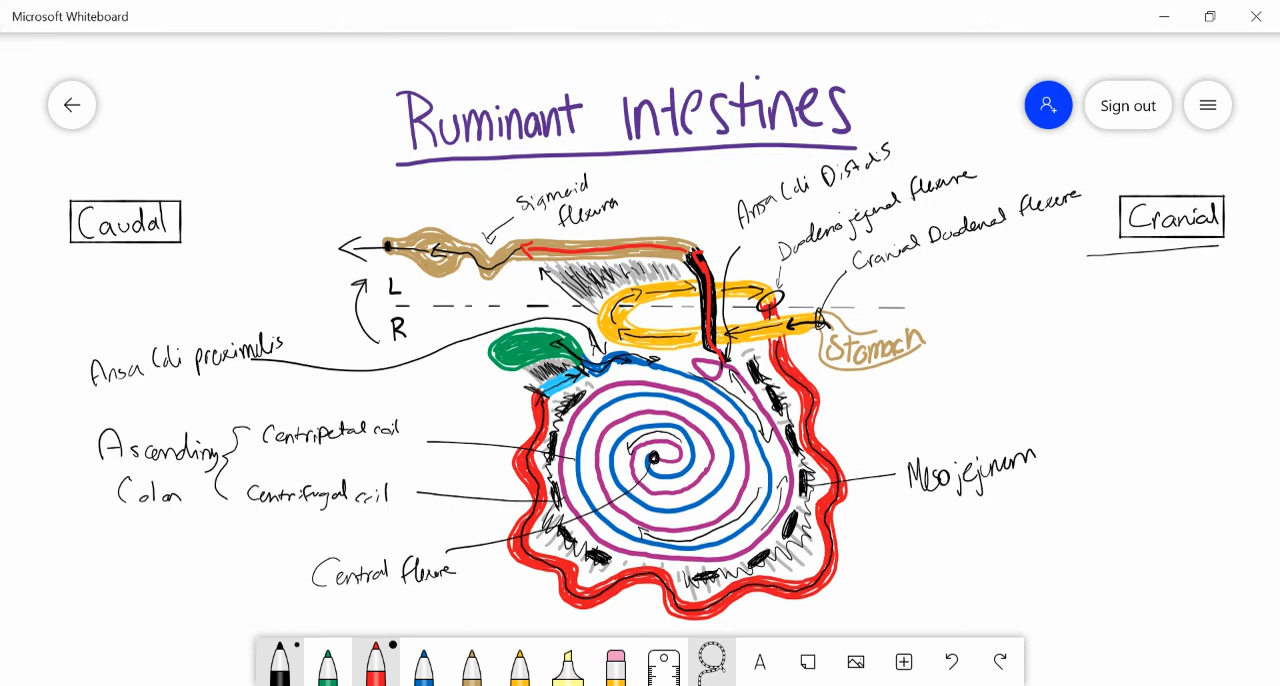 Microsoft Whiteboard
Ruminant Intestines
Sign out
Caudal
Cranial
Sigmoid
flexura
Ansa Coli Distalis
Duodenojejunal flexure
Cranial Duodenal flexure
L
R
Stomach
Ansa Coli proximalis
Ascending
Colon
Centripetal coil
Centrifugal coil
Mesojejunum
Central flexure
A